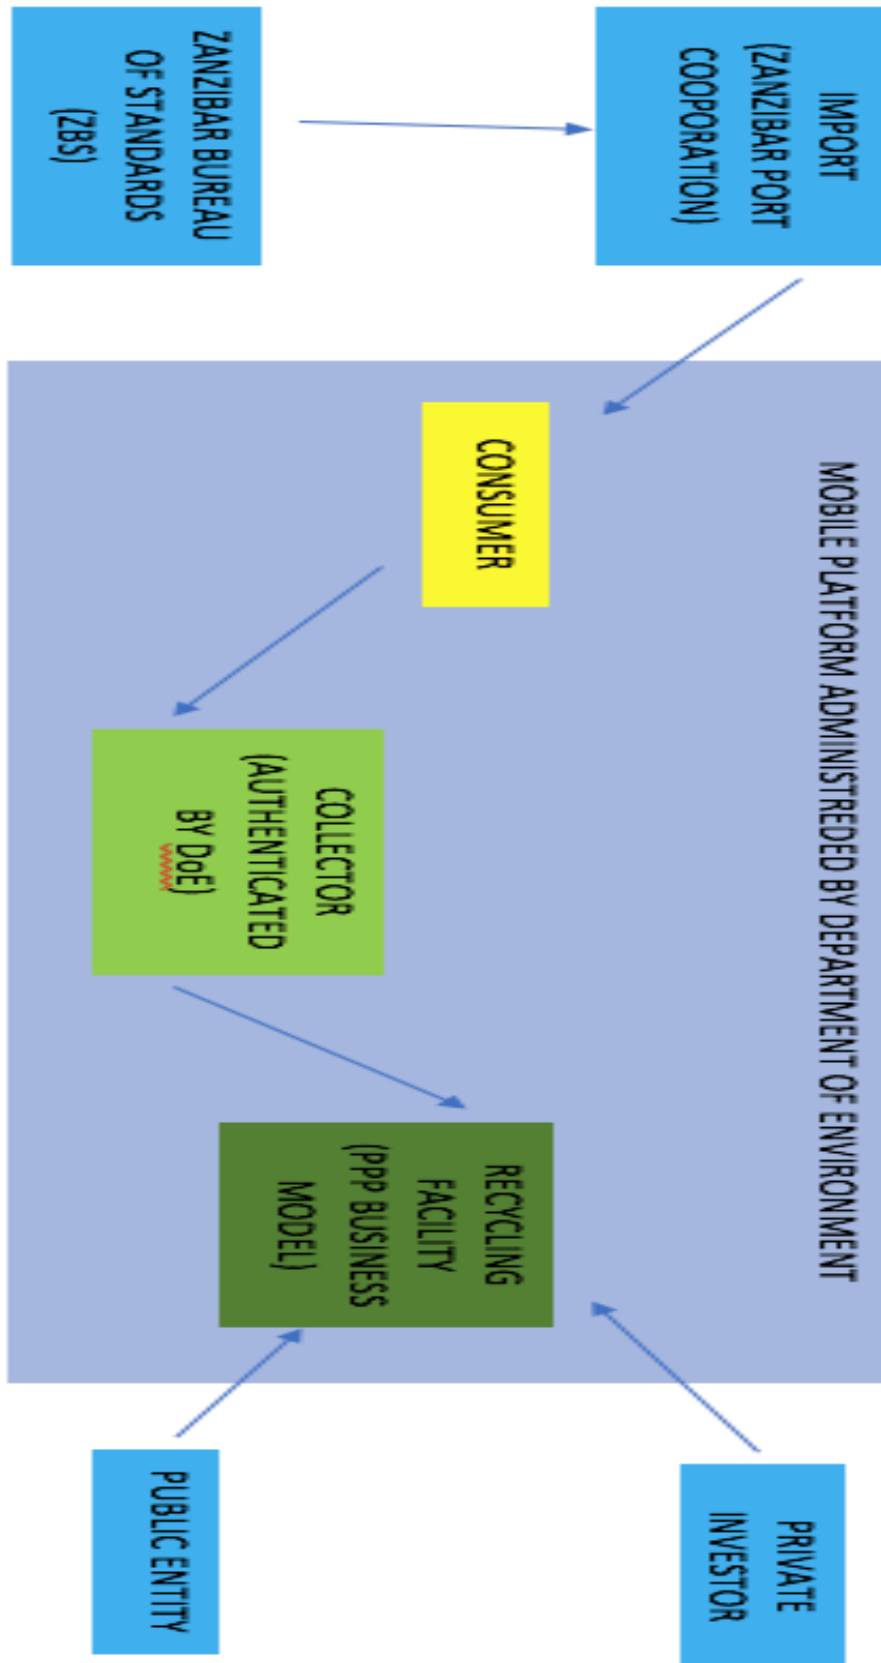 IMPORT
(ZANZIBAR PORT
COOPORATION)
ZANZIBAR BUREAU
OF STANDARDS
(ZBS)
MOBILE PLATFORM ADMINISTREDED BY DEPARTMENT OF ENVIRONMENT
CONSUMER
COLLECTOR
(AUTHENTICATED
BY DoE)
RECYCLING
FACILITY
(PPP BUSINESS
MODEL)
PRIVATE
INVESTOR
PUBLIC ENTITY